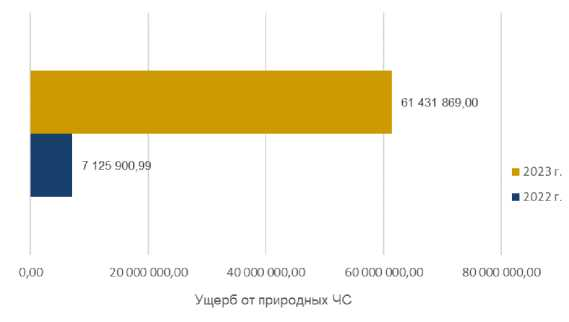 61 431 869,00
7 125 900,99
2023 г.
2022 г.
0,00 20 000 000,00 40 000 000,00 60 000 000,00 80 000 000,00
Ущерб от природных ЧС